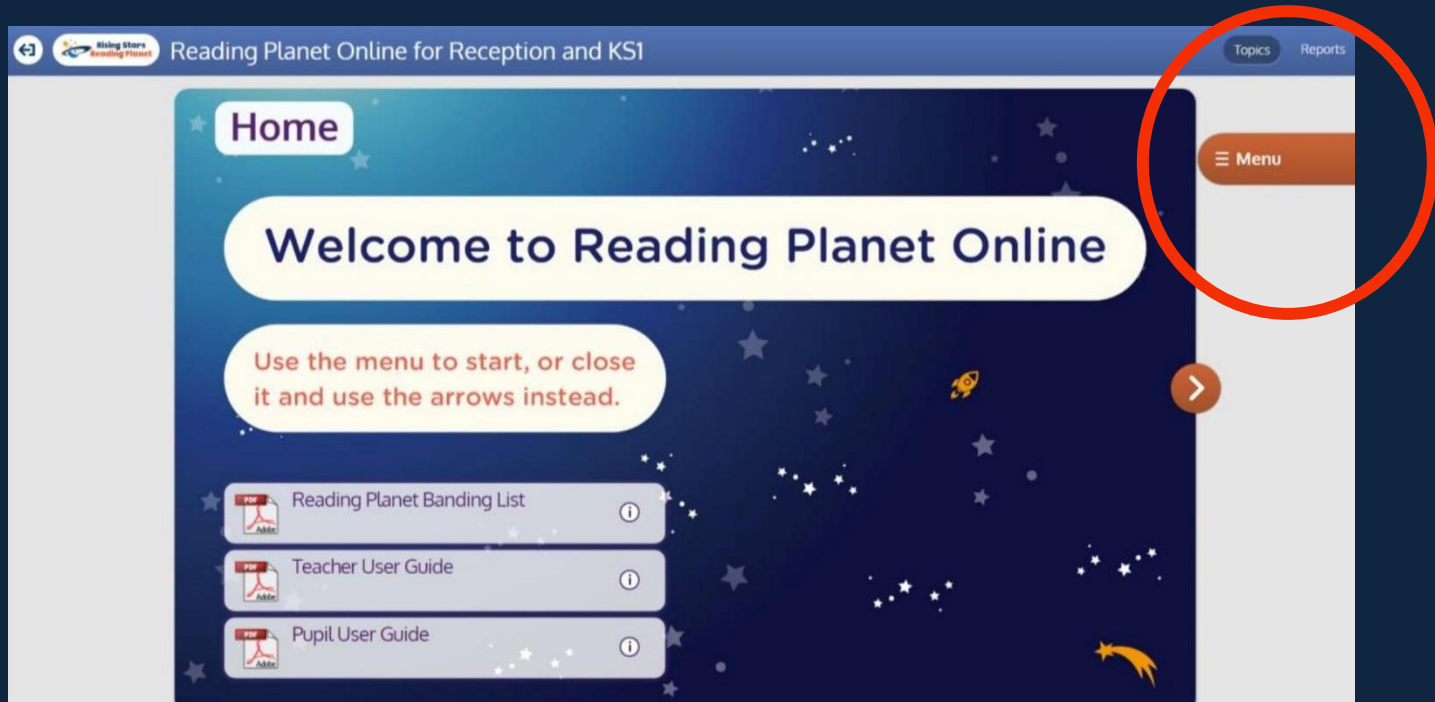 Rising Stars
Reading Planet
Reading Planet Online for Reception and KS1
Topics
Reports
Home
☰ Menu
Welcome to Reading Planet Online
Use the menu to start, or close
it and use the arrows instead.
PDF
Adobe
Reading Planet Banding List
i
PDF
Adobe
Teacher User Guide
i
PDF
Adobe
Pupil User Guide
i